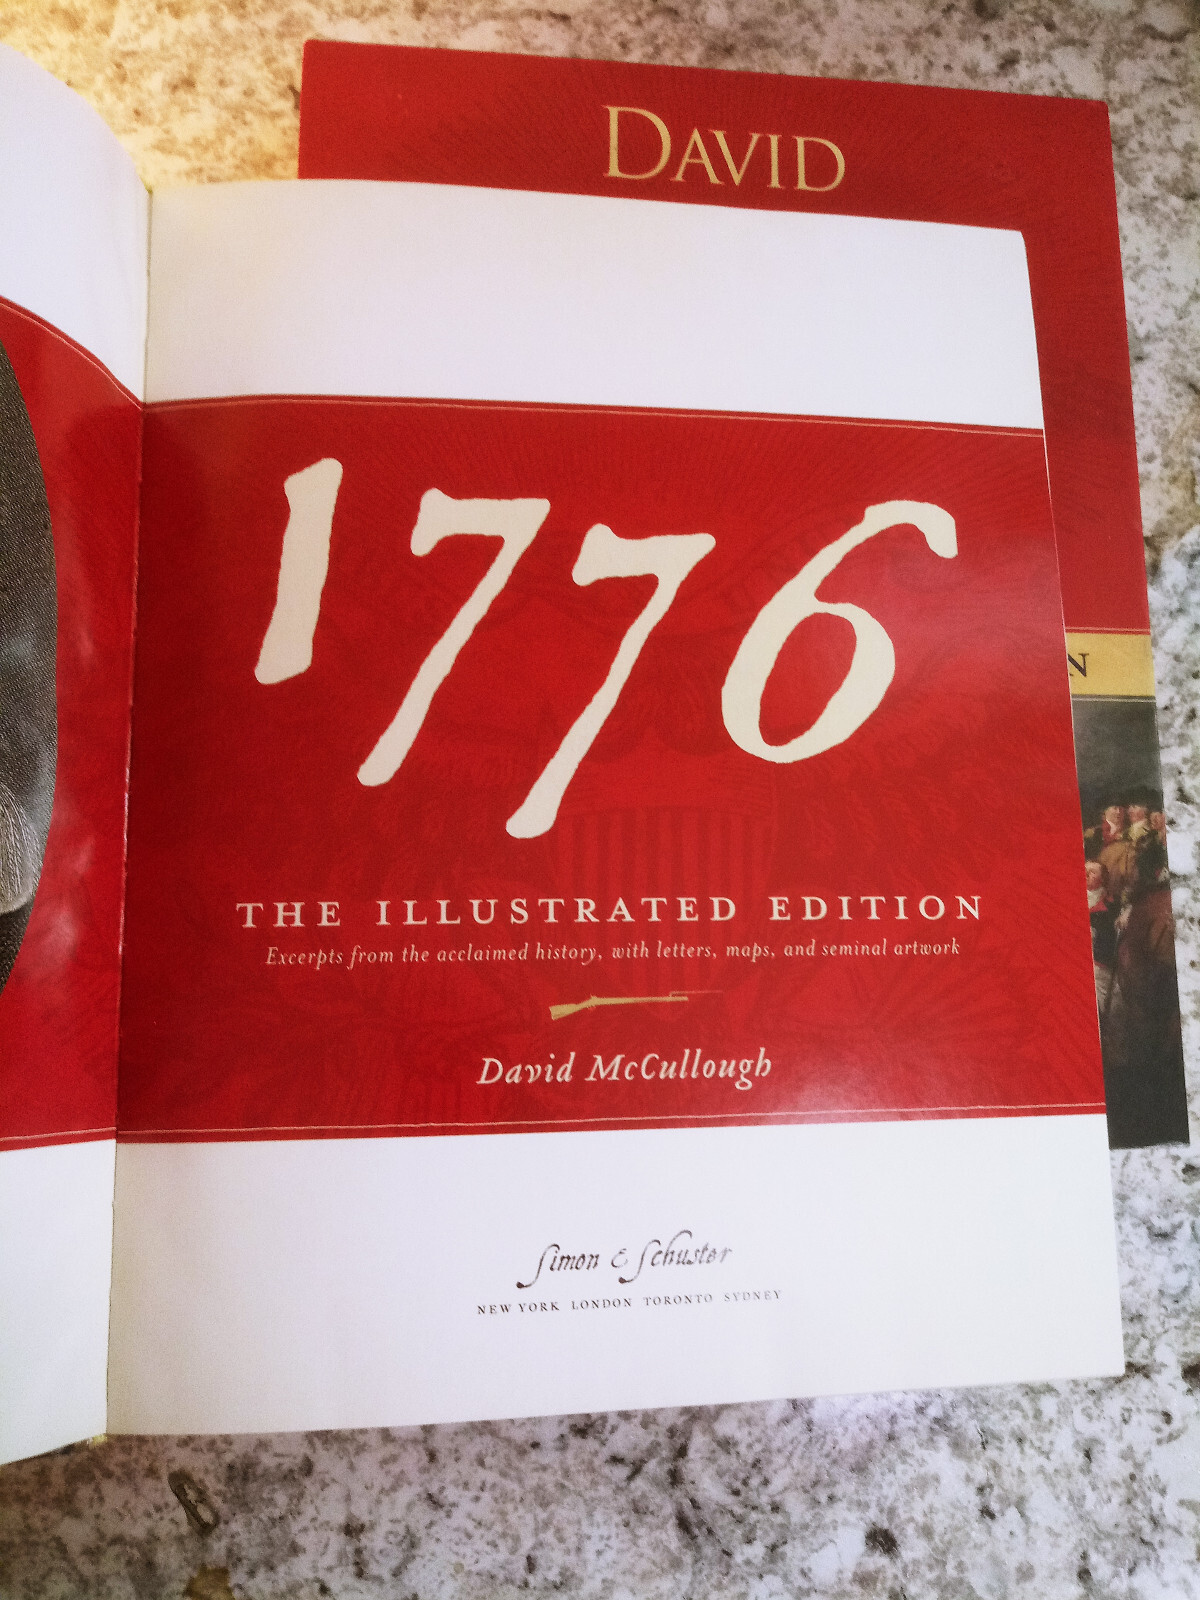 DAVID
1776
THE ILLUSTRATED EDITION
Excerpts from the acclaimed history, with letters, maps, and seminal artwork
David McCullough
Simon & Schuster
NEW YORK LONDON TORONTO SYDNEY
N